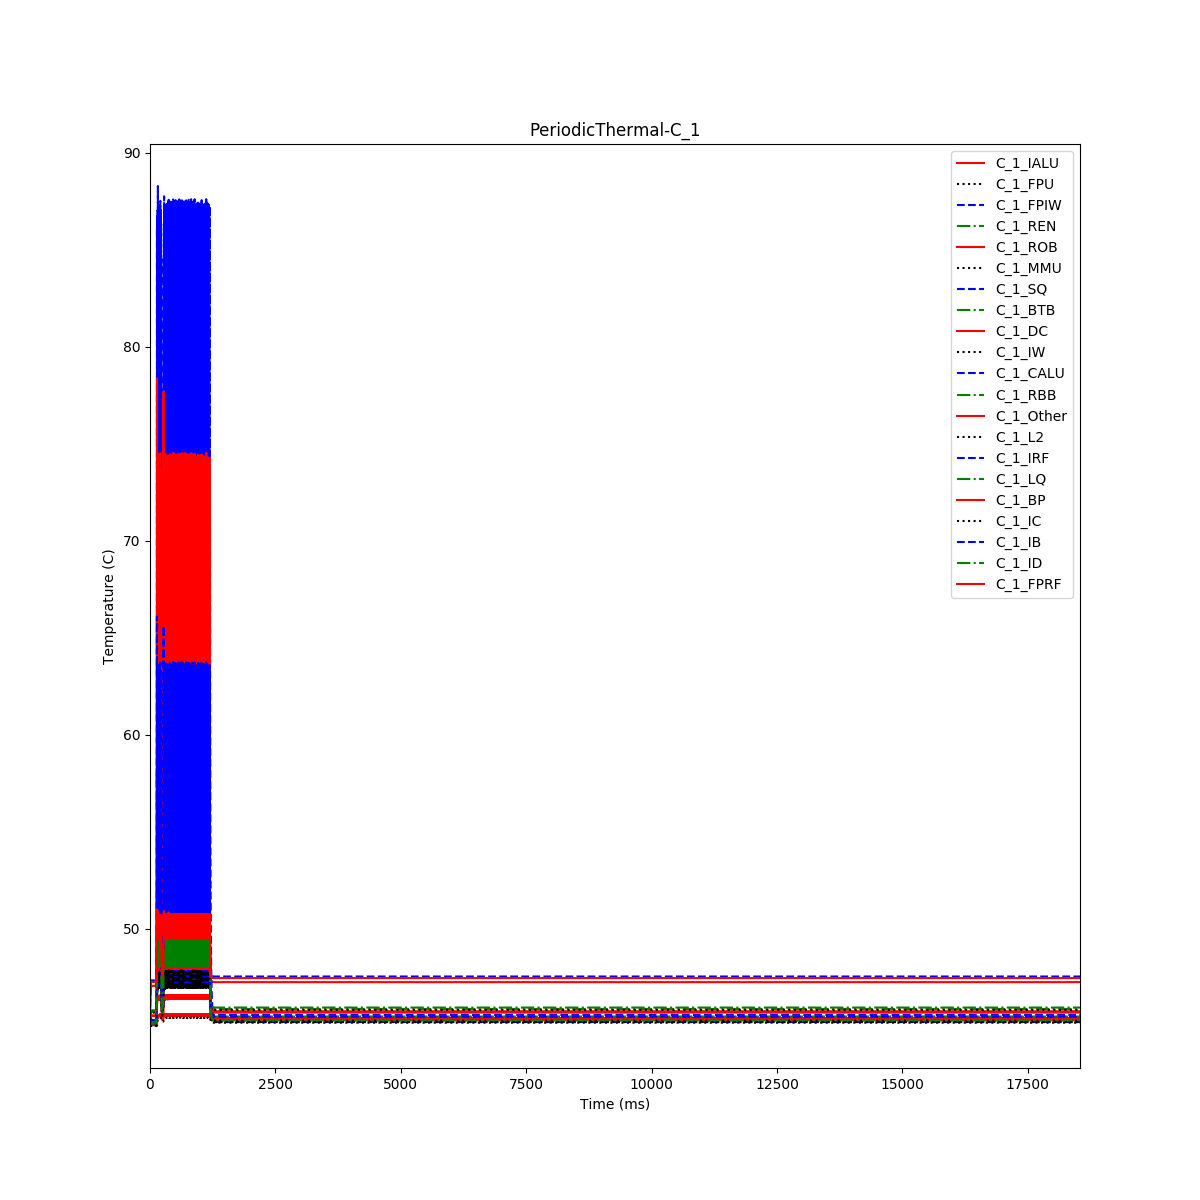 PeriodicThermal-C_1
90
80
70
60
50
Temperature (C)
0
2500
5000
7500
10000
12500
15000
17500
Time (ms)
C_1_IALU
C_1_FPU
C_1_FPIW
C_1_REN
C_1_ROB
C_1_MMU
C_1_SQ
C_1_BTB
C_1_DC
C_1_IW
C_1_CALU
C_1_RBB
C_1_Other
C_1_L2
C_1_IRF
C_1_LQ
C_1_BP
C_1_IC
C_1_IB
C_1_ID
C_1_FPRF